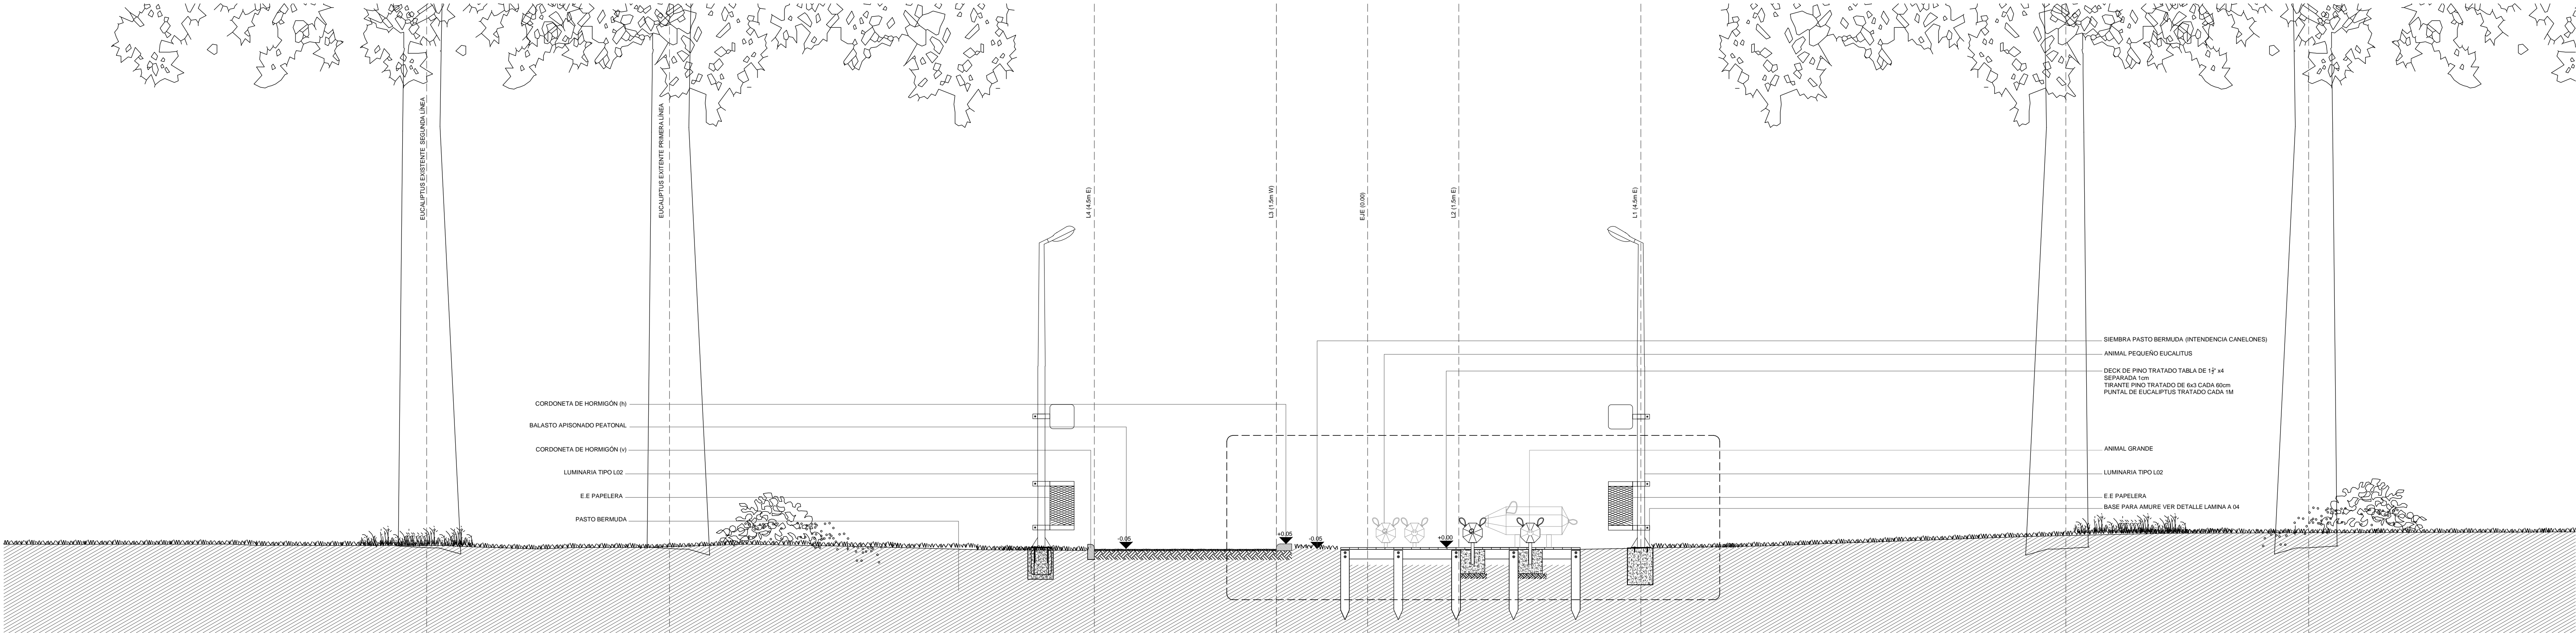 EUCALIPTUS EXISTENTE SEGUNDA LÍNEA
EUCALIPTUS EXITENTE PRIMERA LÍNEA
L4 (4.5m E)
L3 (1.5m W)
EJE (0,00)
L2 (1.5m E)
L1 (4.5m E)
CORDONETA DE HORMIGÓN (h)
BALASTO APISONADO PEATONAL
CORDONETA DE HORMIGÓN (v)
LUMINARIA TIPO L02
E.E PAPELERA
PASTO BERMUDA
-0.05
+0.05
-0.05
+0.00
SIEMBRA PASTO BERMUDA (INTENDENCIA CANELONES)
ANIMAL PEQUEÑO EUCALITUS
DECK DE PINO TRATADO TABLA DE 1½" x4
SEPARADA 1cm
TIRANTE PINO TRATADO DE 6x3 CADA 60cm
PUNTAL DE EUCALIPTUS TRATADO CADA 1M
ANIMAL GRANDE
LUMINARIA TIPO L02
E.E PAPELERA
BASE PARA AMURE VER DETALLE LAMINA A 04